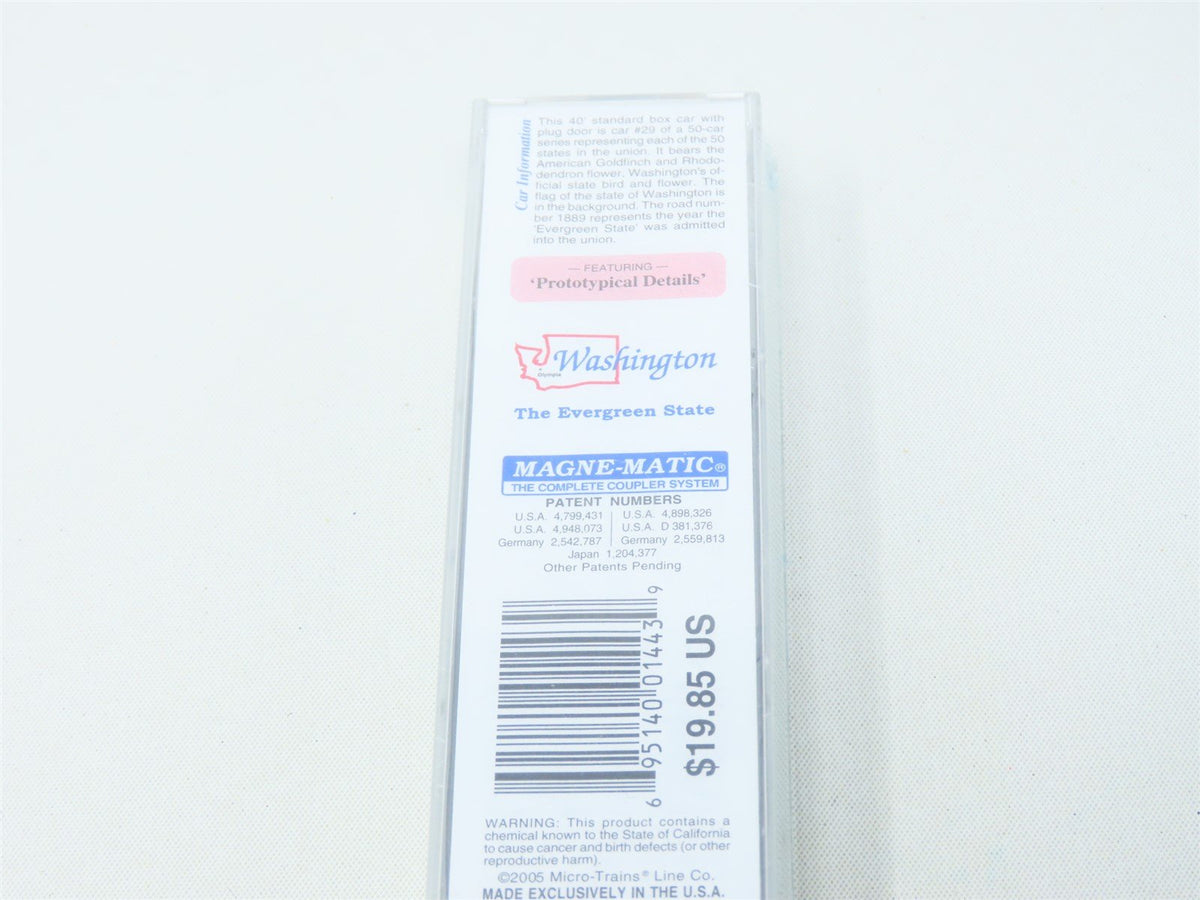 Car Information
This 40' standard box car with
plug door is car #29 of a 50-car
series representing each of the 50
states in the union. It bears the
American Goldfinch and Rhodo-
dendron flower, Washington's of-
ficial state bird and flower. The
flag of the state of Washington is
in the background. The road num-
ber 1889 represents the year the
'Evergreen State' was admitted
into the union.
— FEATURING —
'Prototypical Details'
Washington
Olympia
The Evergreen State
MAGNE-MATIC®
THE COMPLETE COUPLER SYSTEM
PATENT NUMBERS
U.S.A. 4,799,431 U.S.A. 4,898,326
U.S.A. 4,948,073 U.S.A. D 381,376
Germany 2,542,787 Germany 2,559,813
Japan 1,204,377
Other Patents Pending
6 95140 01443 9
$19.85 US
WARNING: This product contains a
chemical known to the State of California
to cause cancer and birth defects (or other
reproductive harm).
©2005 Micro-Trains® Line Co.
MADE EXCLUSIVELY IN THE U.S.A.